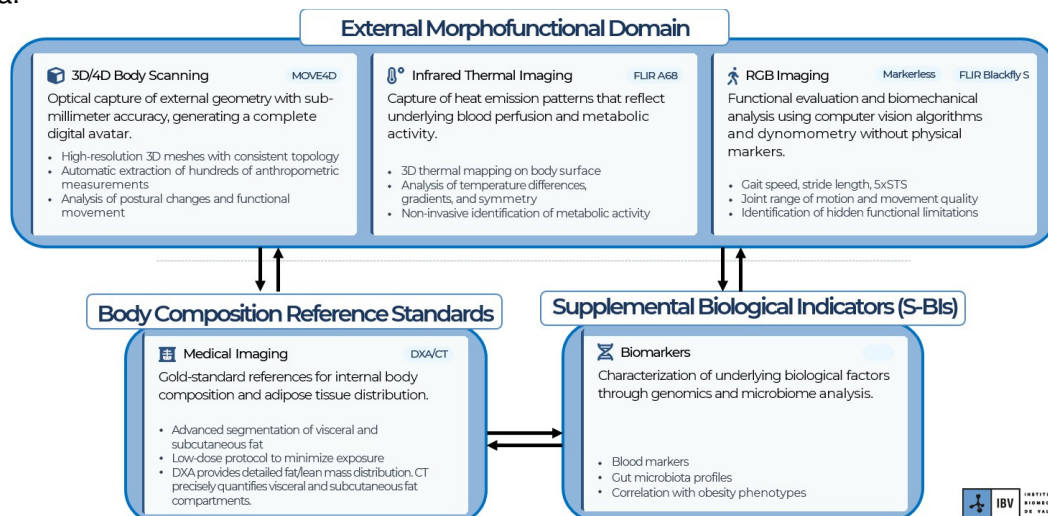 a.
External Morphofunctional Domain
3D/4D Body Scanning
MOVE4D
Optical capture of external geometry with sub-
millimeter accuracy, generating a complete
digital avatar.
• High-resolution 3D meshes with consistent topology
• Automatic extraction of hundreds of anthropometric
measurements
• Analysis of postural changes and functional
movement
Infrared Thermal Imaging
FLIR A68
Capture of heat emission patterns that reflect
underlying blood perfusion and metabolic
activity.
• 3D thermal mapping on body surface
• Analysis of temperature differences,
gradients, and symmetry
• Non-invasive identification of metabolic activity
RGB Imaging
Markerless
FLIR Blackfly S
Functional evaluation and biomechanical
analysis using computer vision algorithms
and dynomometry without physical
markers.
• Gait speed, stride length, 5xSTS
• Joint range of motion and movement quality
• Identification of hidden functional limitations
Body Composition Reference Standards
Medical Imaging
DXA/CT
Gold-standard references for internal body
composition and adipose tissue distribution.
• Advanced segmentation of visceral and
subcutaneous fat
• Low-dose protocol to minimize exposure
• DXA provides detailed fat/lean mass distribution. CT
precisely quantifies visceral and subcutaneous fat
compartments.
Supplemental Biological Indicators (S-BIs)
Biomarkers
Characterization of underlying biological factors
through genomics and microbiome analysis.
• Blood markers
• Gut microbiota profiles
• Correlation with obesity phenotypes
IBV